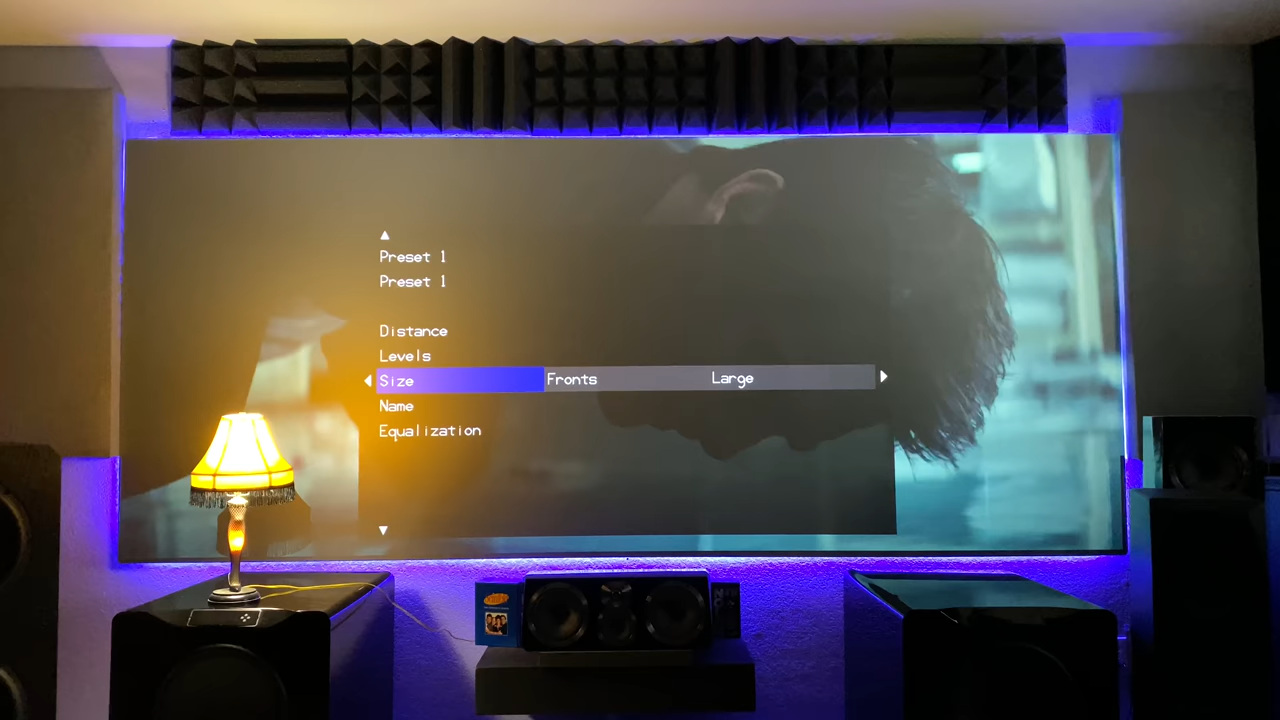 Preset 1
Preset 1
Distance
Levels
Size Fronts Large
Name
Equalization